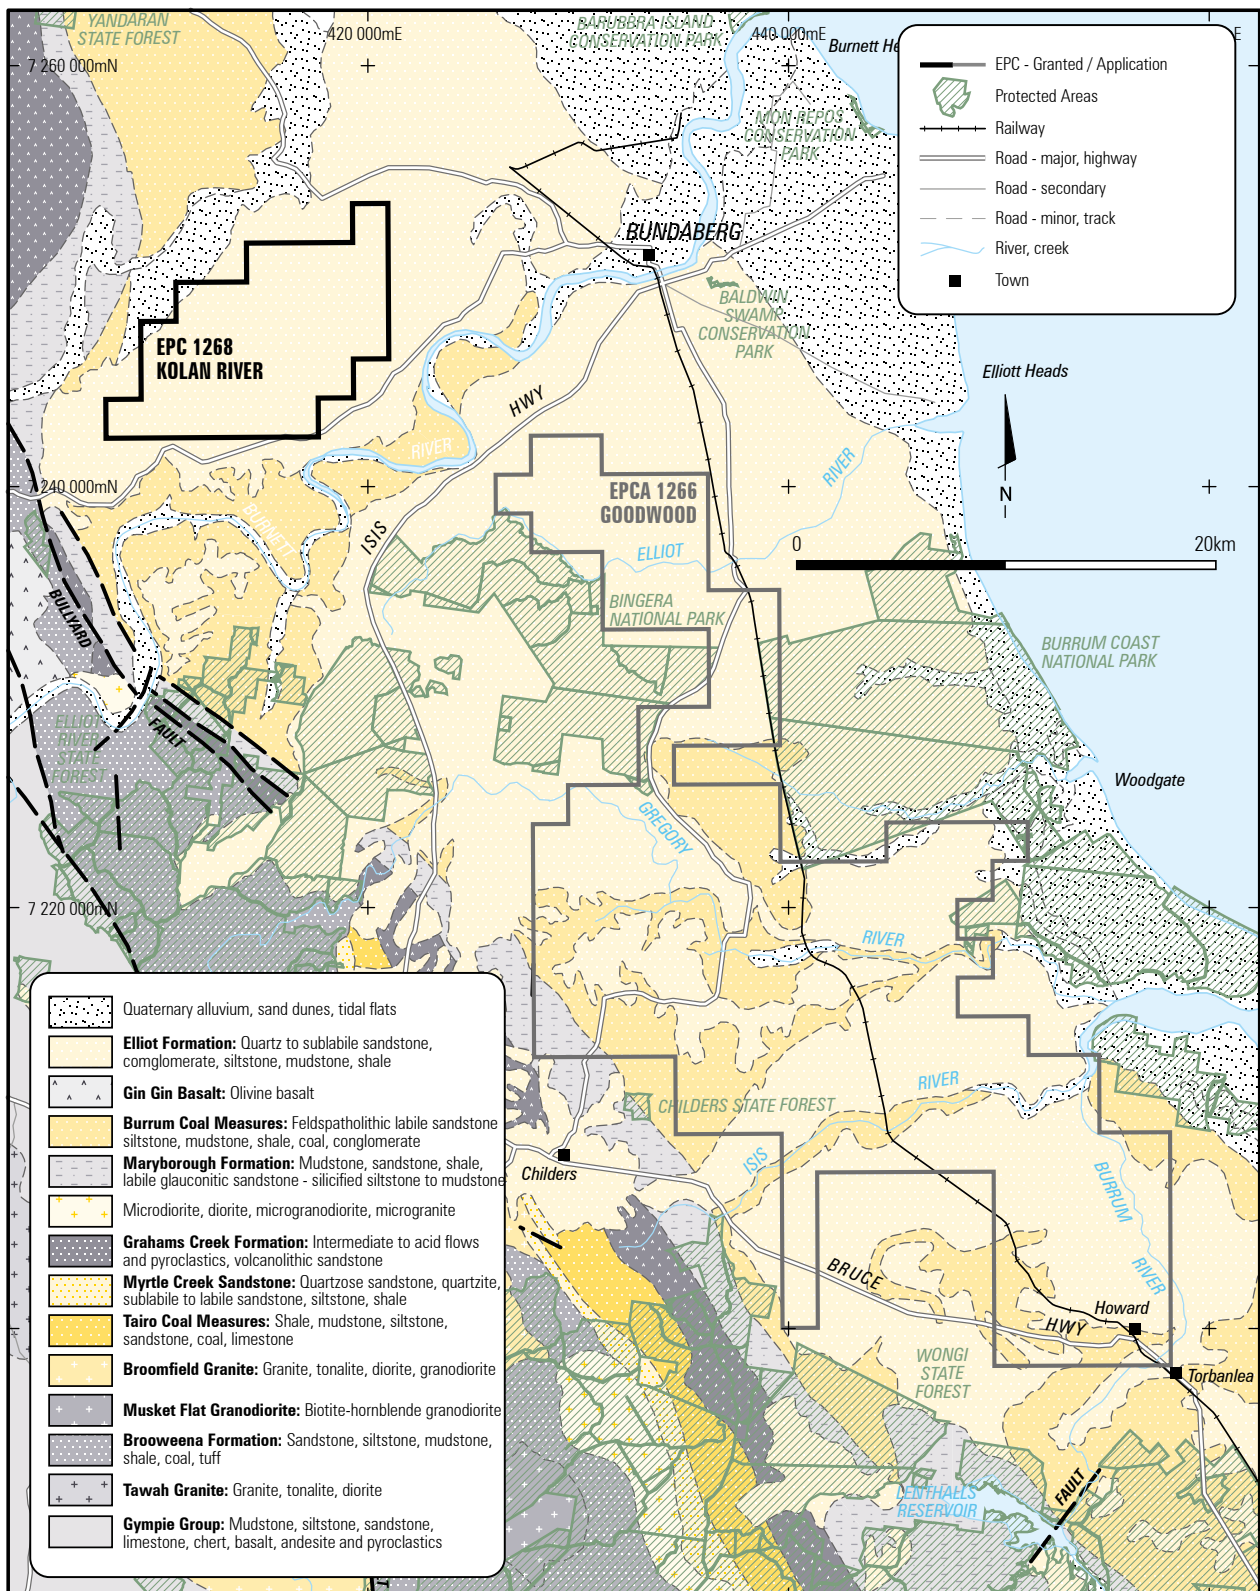 YANDARAN
STATE FOREST
420 000mE
BARUBBRA ISLAND
CONSERVATION PARK
440 000mE
Burnett He
E
7 260 000mN
EPC - Granted / Application
Protected Areas
Railway
Road - major, highway
Road - secondary
Road - minor, track
River, creek
Town
MON REPOS
CONSERVATION
PARK
BUNDABERG
BALDWIN
SWAMP
CONSERVATION
PARK
EPC 1268
KOLAN RIVER
Elliott Heads
HWY
RIVER
RIVER
7 240 000mN
EPCA 1266
GOODWOOD
N
BURNETT
ISIS
ELLIOT
0
20km
BULLYARD
BINGERA
NATIONAL PARK
BURRUM COAST
NATIONAL PARK
ELLIOT
RIVER
STATE
FOREST
FAULT
Woodgate
GREGORY
7 220 000mN
RIVER
Quaternary alluvium, sand dunes, tidal flats
Elliot Formation: Quartz to sublabile sandstone,
comglomerate, siltstone, mudstone, shale
Gin Gin Basalt: Olivine basalt
Burrum Coal Measures: Feldspatholithic labile sandstone
siltstone, mudstone, shale, coal, conglomerate
Maryborough Formation: Mudstone, sandstone, shale,
labile glauconitic sandstone - silicified siltstone to mudstone
Microdiorite, diorite, microgranodiorite, microgranite
Grahams Creek Formation: Intermediate to acid flows
and pyroclastics, volcanolithic sandstone
Myrtle Creek Sandstone: Quartzose sandstone, quartzite,
sublabile to labile sandstone, siltstone, shale
Tairo Coal Measures: Shale, mudstone, siltstone,
sandstone, coal, limestone
Broomfield Granite: Granite, tonalite, diorite, granodiorite
Musket Flat Granodiorite: Biotite-hornblende granodiorite
Brooweena Formation: Sandstone, siltstone, mudstone,
shale, coal, tuff
Tawah Granite: Granite, tonalite, diorite
Gympie Group: Mudstone, siltstone, sandstone,
limestone, chert, basalt, andesite and pyroclastics
RIVER
CHILDERS STATE FOREST
Childers
ISIS
BURRUM
RIVER
BRUCE
HWY
Howard
Torbanlea
WONGI
STATE
FOREST
LENTHALLS
RESERVOIR
FAULT